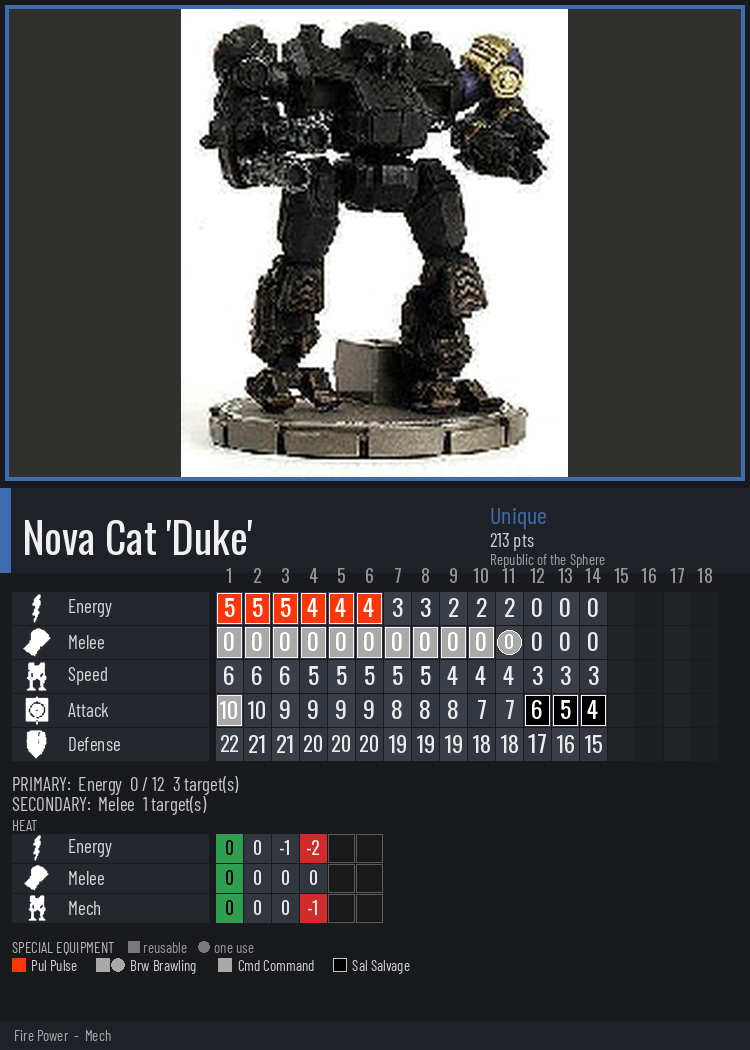 Nova Cat 'Duke'
Unique
213 pts
Republic of the Sphere
1 2 3 4 5 6 7 8 9 10 11 12 13 14 15 16 17 18
Energy 5 5 5 4 4 4 3 3 2 2 2 0 0 0
Melee 0 0 0 0 0 0 0 0 0 0 0 0 0 0
Speed 6 6 6 5 5 5 5 5 4 4 4 3 3 3
Attack 10 10 9 9 9 9 8 8 8 7 7 6 5 4
Defense 22 21 21 20 20 20 19 19 19 18 18 17 16 15
PRIMARY: Energy 0 / 12 3 target(s)
SECONDARY: Melee 1 target(s)
HEAT
Energy 0 0 -1 -2
Melee 0 0 0 0
Mech 0 0 0 -1
SPECIAL EQUIPMENT reusable one use
Pul Pulse Brw Brawling Cmd Command Sal Salvage
Fire Power - Mech